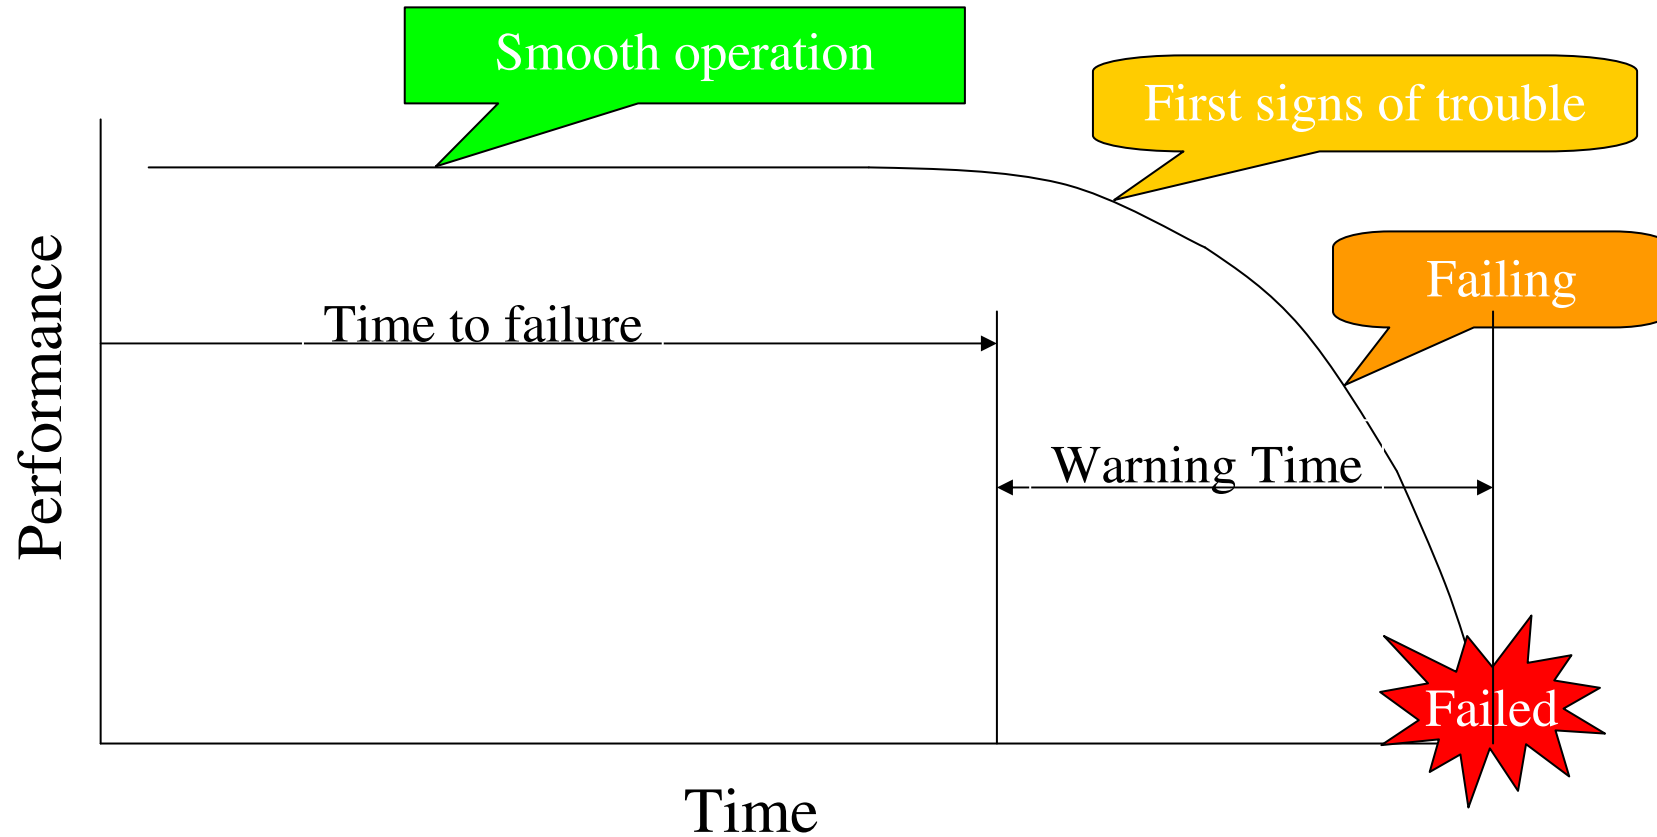 Smooth operation
First signs of trouble
Failing
Performance
Time to failure
Warning Time
Failed
Time